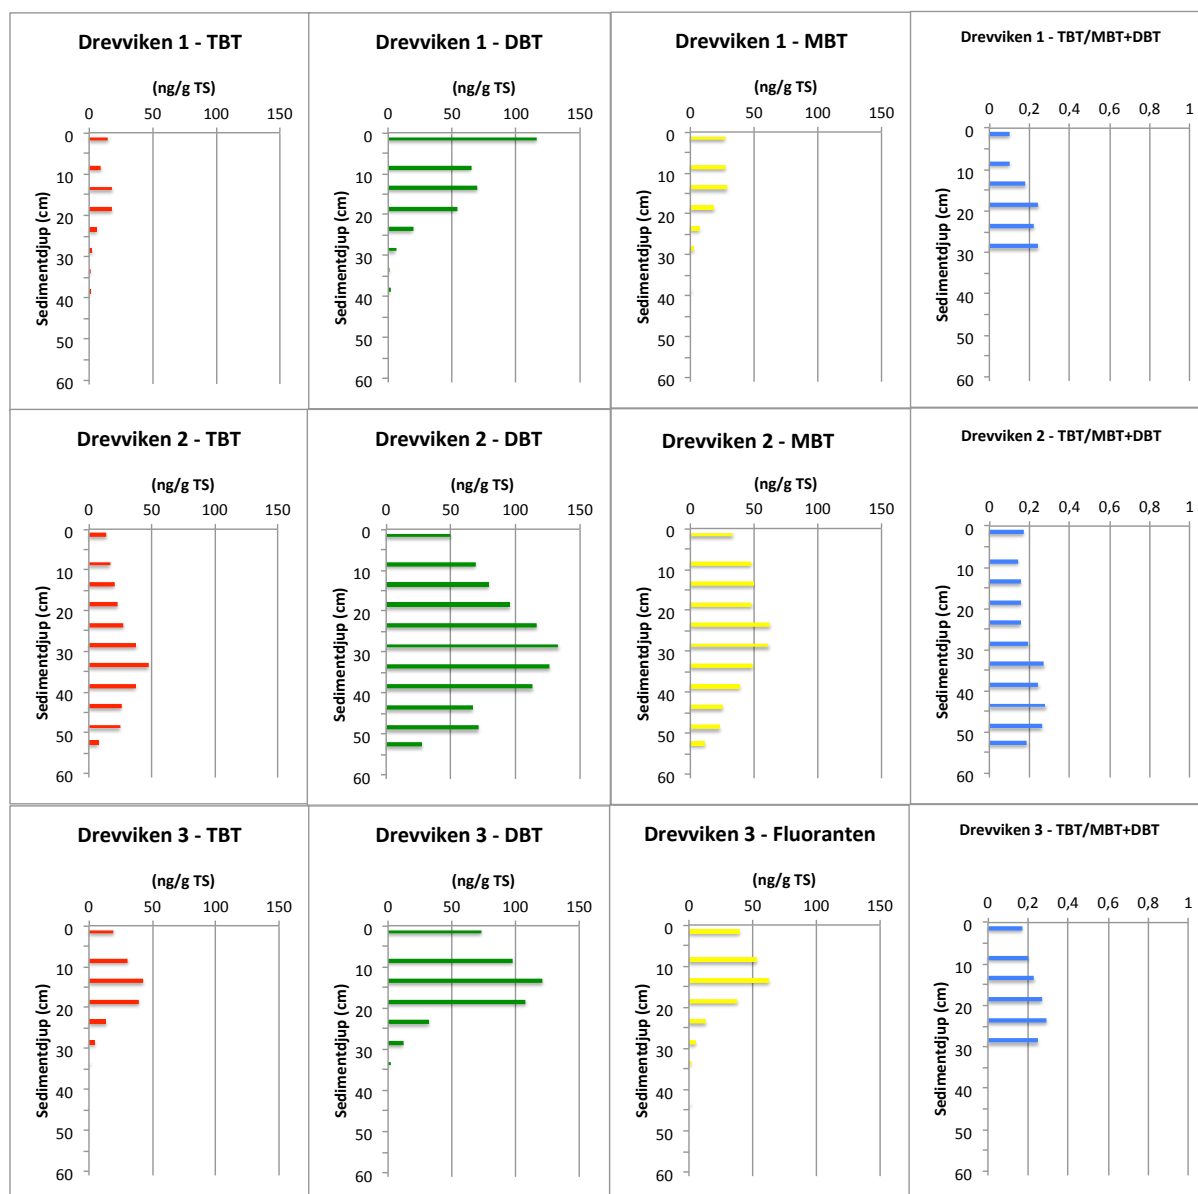 Drevviken 1 - TBT
(ng/g TS)
0 50 100 150
0
10
20
30
40
50
60
Sedimentdjup (cm)
Drevviken 1 - DBT
(ng/g TS)
0 50 100 150
0
10
20
30
40
50
60
Sedimentdjup (cm)
Drevviken 1 - MBT
(ng/g TS)
0 50 100 150
0
10
20
30
40
50
60
Sedimentdjup (cm)
Drevviken 1 - TBT/MBT+DBT
0 0,2 0,4 0,6 0,8 1
0
10
20
30
40
50
60
Sedimentdjup (cm)
Drevviken 2 - TBT
(ng/g TS)
0 50 100 150
0
10
20
30
40
50
60
Sedimentdjup (cm)
Drevviken 2 - DBT
(ng/g TS)
0 50 100 150
0
10
20
30
40
50
60
Sedimentdjup (cm)
Drevviken 2 - MBT
(ng/g TS)
0 50 100 150
0
10
20
30
40
50
60
Sedimentdjup (cm)
Drevviken 2 - TBT/MBT+DBT
0 0,2 0,4 0,6 0,8 1
0
10
20
30
40
50
60
Sedimentdjup (cm)
Drevviken 3 - TBT
(ng/g TS)
0 50 100 150
0
10
20
30
40
50
60
Sedimentdjup (cm)
Drevviken 3 - DBT
(ng/g TS)
0 50 100 150
0
10
20
30
40
50
60
Sedimentdjup (cm)
Drevviken 3 - Fluoranten
(ng/g TS)
0 50 100 150
0
10
20
30
40
50
60
Sedimentdjup (cm)
Drevviken 3 - TBT/MBT+DBT
0 0,2 0,4 0,6 0,8 1
0
10
20
30
40
50
60
Sedimentdjup (cm)